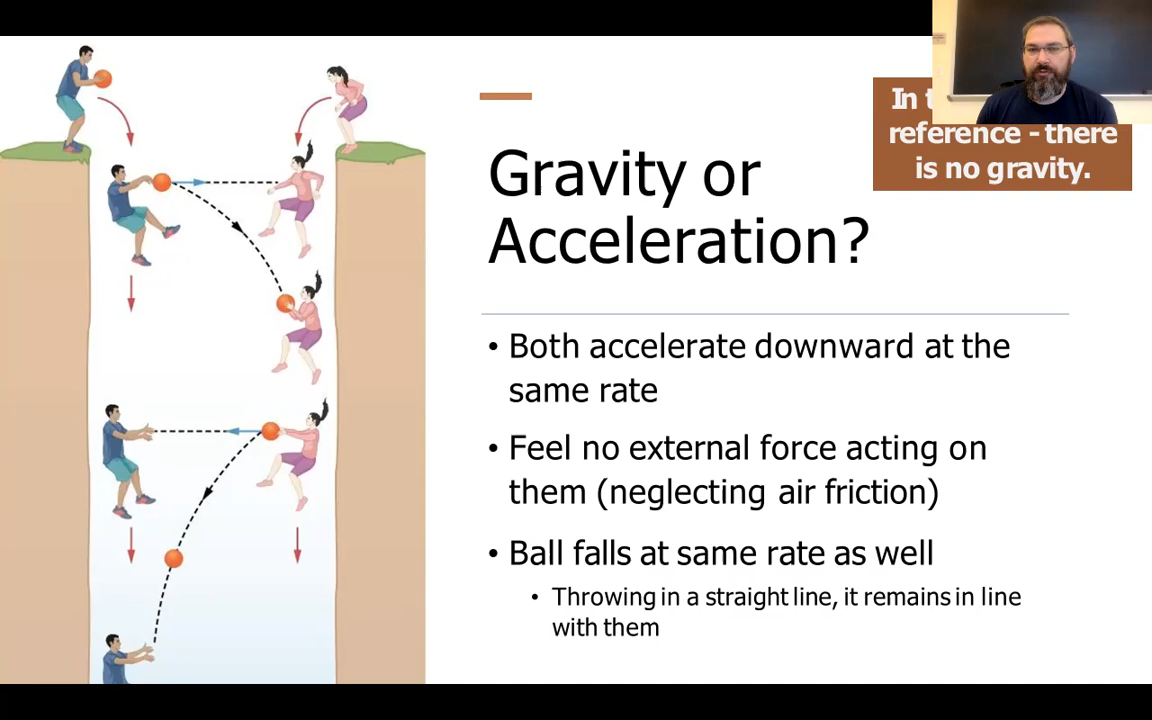 In
reference - there
is no gravity.
Gravity or
Acceleration?
• Both accelerate downward at the
same rate
• Feel no external force acting on
them (neglecting air friction)
• Ball falls at same rate as well
• Throwing in a straight line, it remains in line
with them